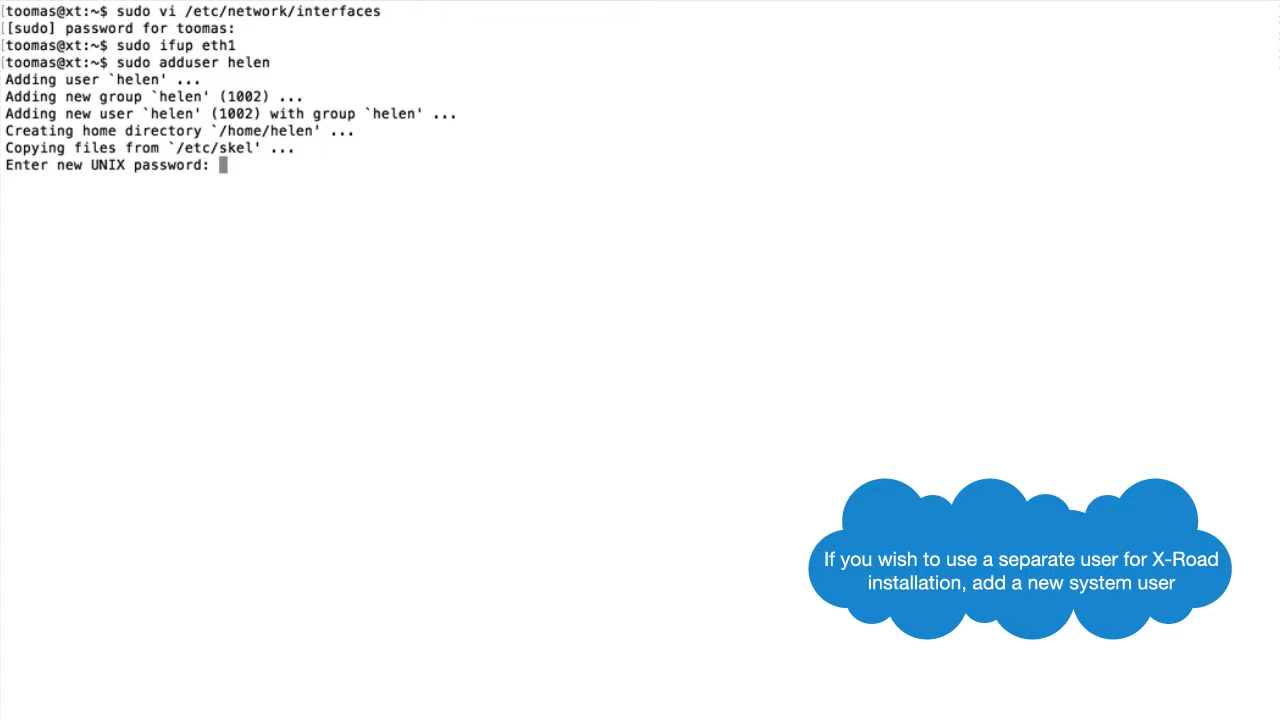 [toomas@xt:~$ sudo vi /etc/network/interfaces
[[sudo] password for toomas:
[toomas@xt:~$ sudo ifup eth1
[toomas@xt:~$ sudo adduser helen
Adding user `helen' ...
Adding new group `helen' (1002) ...
Adding new user `helen' (1002) with group `helen' ...
Creating home directory `/home/helen' ...
Copying files from `/etc/skel' ...
Enter new UNIX password:
If you wish to use a separate user for X-Road
installation, add a new system user